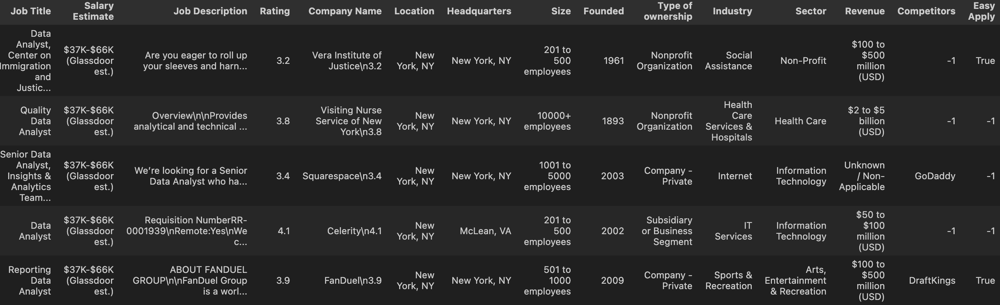 Job Title Salary Estimate Job Description Rating Company Name Location Headquarters Size Founded Type of ownership Industry Sector Revenue Competitors Easy Apply
Data
Analyst,
Center on
Immigration
and
Justic...
$37K-$66K
(Glassdoor
est.)
Are you eager to roll up
your sleeves and harn...
3.2
Vera Institute of
Justice\n3.2
New
York, NY
New York, NY
201 to
500
employees
1961
Nonprofit
Organization
Social
Assistance
Non-Profit
$100 to
$500
million
(USD)
-1
True
Quality
Data
Analyst
$37K-$66K
(Glassdoor
est.)
Overview\n\nProvides
analytical and technical ...
3.8
Visiting Nurse
Service of New
York\n3.8
New
York, NY
New York, NY
10000+
employees
1893
Nonprofit
Organization
Health
Care
Services &
Hospitals
Health Care
$2 to $5
billion
(USD)
-1
-1
Senior Data
Analyst,
Insights &
Analytics
Team...
$37K-$66K
(Glassdoor
est.)
We’re looking for a Senior
Data Analyst who ha...
3.4
Squarespace\n3.4
New
York, NY
New York, NY
1001 to
5000
employees
2003
Company -
Private
Internet
Information
Technology
Unknown
/ Non-
Applicable
GoDaddy
-1
Data
Analyst
$37K-$66K
(Glassdoor
est.)
Requisition NumberRR-
0001939\nRemote:Yes\nWe
c...
4.1
Celerity\n4.1
New
York, NY
McLean, VA
201 to
500
employees
2002
Subsidiary
or Business
Segment
IT
Services
Information
Technology
$50 to
$100
million
(USD)
-1
-1
Reporting
Data
Analyst
$37K-$66K
(Glassdoor
est.)
ABOUT FANDUEL
GROUP\n\nFanDuel Group
is a worl...
3.9
FanDuel\n3.9
New
York, NY
New York, NY
501 to
1000
employees
2009
Company -
Private
Sports &
Recreation
Arts,
Entertainment
& Recreation
$100 to
$500
million
(USD)
DraftKings
True